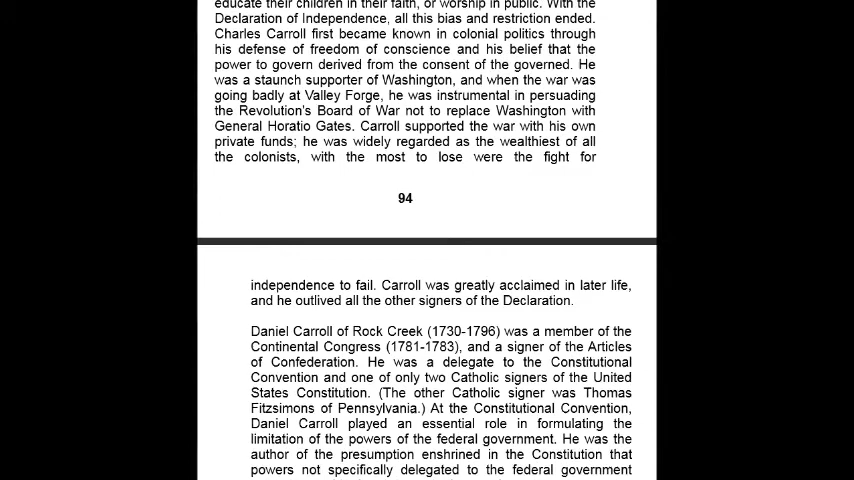 educate their children in their faith, or worship in public. With the
Declaration of Independence, all this bias and restriction ended.
Charles Carroll first became known in colonial politics through
his defense of freedom of conscience and his belief that the
power to govern derived from the consent of the governed. He
was a staunch supporter of Washington, and when the war was
going badly at Valley Forge, he was instrumental in persuading
the Revolution's Board of War not to replace Washington with
General Horatio Gates. Carroll supported the war with his own
private funds; he was widely regarded as the wealthiest of all
the colonists, with the most to lose were the fight for
94
independence to fail. Carroll was greatly acclaimed in later life,
and he outlived all the other signers of the Declaration.
Daniel Carroll of Rock Creek (1730-1796) was a member of the
Continental Congress (1781-1783), and a signer of the Articles
of Confederation. He was a delegate to the Constitutional
Convention and one of only two Catholic signers of the United
States Constitution. (The other Catholic signer was Thomas
Fitzsimons of Pennsylvania.) At the Constitutional Convention,
Daniel Carroll played an essential role in formulating the
limitation of the powers of the federal government. He was the
author of the presumption enshrined in the Constitution that
powers not specifically delegated to the federal government